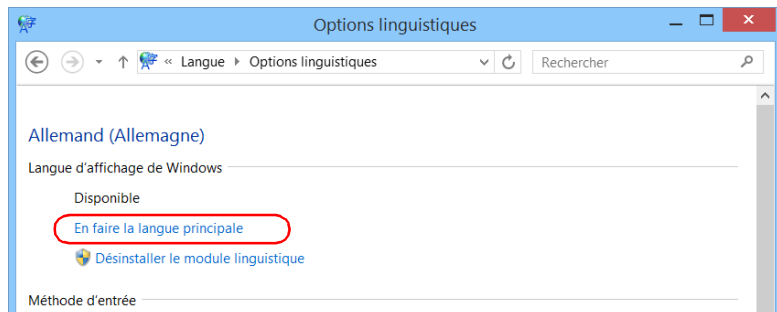 Options linguistiques
« Langue Options linguistiques Rechercher
Allemand (Allemagne)
Langue d'affichage de Windows
Disponible
En faire la langue principale
Désinstaller le module linguistique
Méthode d'entrée